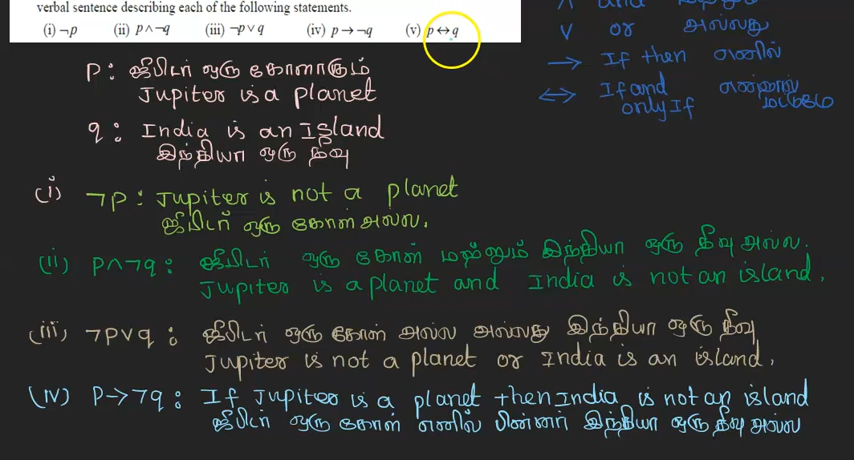 verbal sentence describing each of the following statements.
(i) ¬p (ii) p∧¬q (iii) ¬p∨q (iv) p→¬q (v) p↔q
and
v or அல்லது
→ If then எனில்
↔ If and
only If
p: ஜீபிடர் ஒரு கோளாகும்
Jupiter is a planet
q: India is an Island
இந்தியா ஒரு தீவு
(i) ¬p: Jupiter is not a planet
ஜீபிடர் ஒரு கோள் அல்ல.
(ii) p∧¬q: ஜீபிடர் ஒரு கோள் மற்றும் இந்தியா ஒரு தீவு அல்ல.
Jupiter is a planet and India is not an island.
(iii) ¬p∨q: ஜீபிடர் ஒரு கோள் அல்ல அல்லது இந்தியா ஒரு தீவு
Jupiter is not a planet or India is an island.
(iv) p→¬q: If Jupiter is a planet then India is not an island
ஜீபிடர் ஒரு கோள் எனில் பின்னர் இந்தியா ஒரு தீவு அல்ல